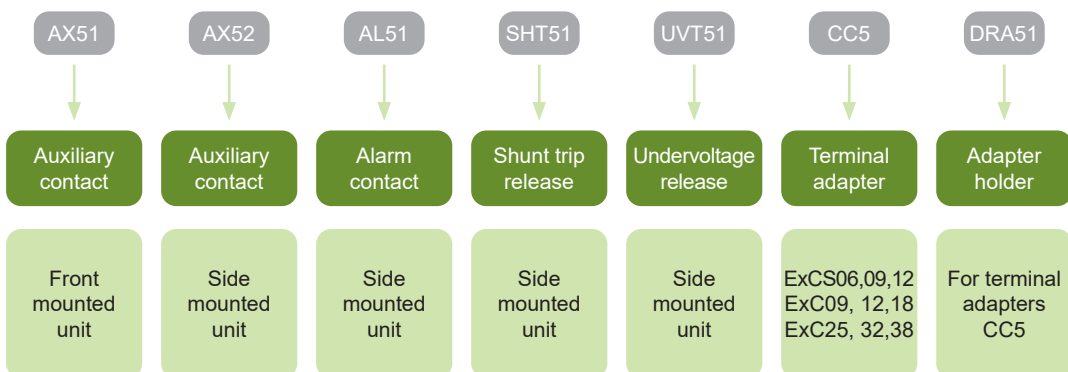 AX51
AX52
AL51
SHT51
UVT51
CC5
DRA51
Auxiliary
contact
Auxiliary
contact
Alarm
contact
Shunt trip
release
Undervoltage
release
Terminal
adapter
Adapter
holder
Front
mounted
unit
Side
mounted
unit
Side
mounted
unit
Side
mounted
unit
Side
mounted
unit
ExCS06,09,12
ExC09, 12,18
ExC25, 32,38
For terminal
adapters
CC5